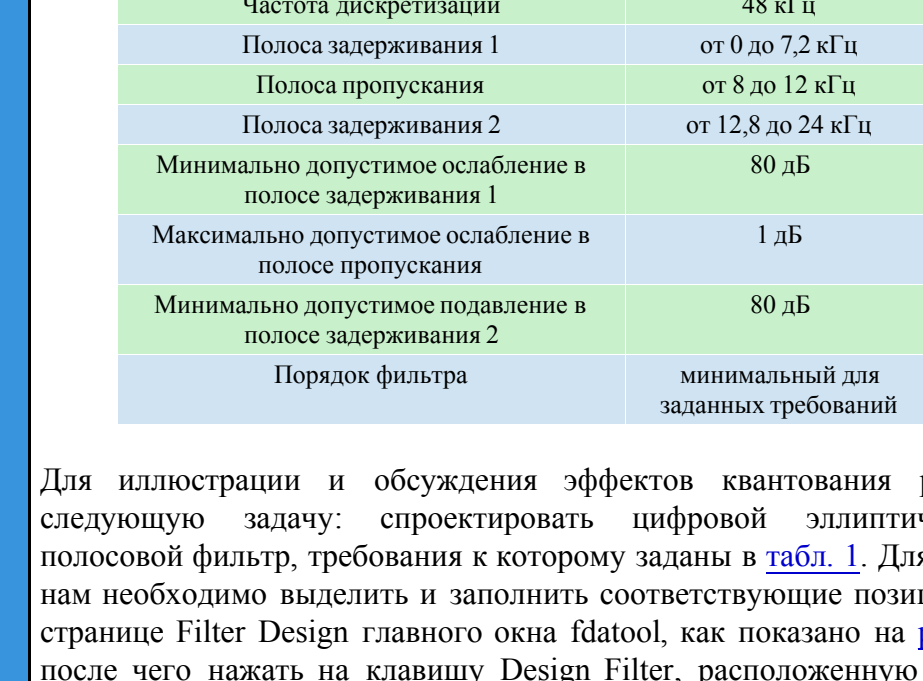 Частота дискретизации 48 кГц
Полоса задерживания 1 от 0 до 7,2 кГц
Полоса пропускания от 8 до 12 кГц
Полоса задерживания 2 от 12,8 до 24 кГц
Минимально допустимое ослабление в 80 дБ
полосе задерживания 1
Максимально допустимое ослабление в 1 дБ
полосе пропускания
Минимально допустимое подавление в 80 дБ
полосе задерживания 2
Порядок фильтра минимальный для
заданных требований
Для иллюстрации и обсуждения эффектов квантования
следующую задачу: спроектировать цифровой эллиптич
полосовой фильтр, требования к которому заданы в табл. 1. Для
нам необходимо выделить и заполнить соответствующие пози
странице Filter Design главного окна fdatool, как показано на
после чего нажать на клавишу Design Filter, расположенную